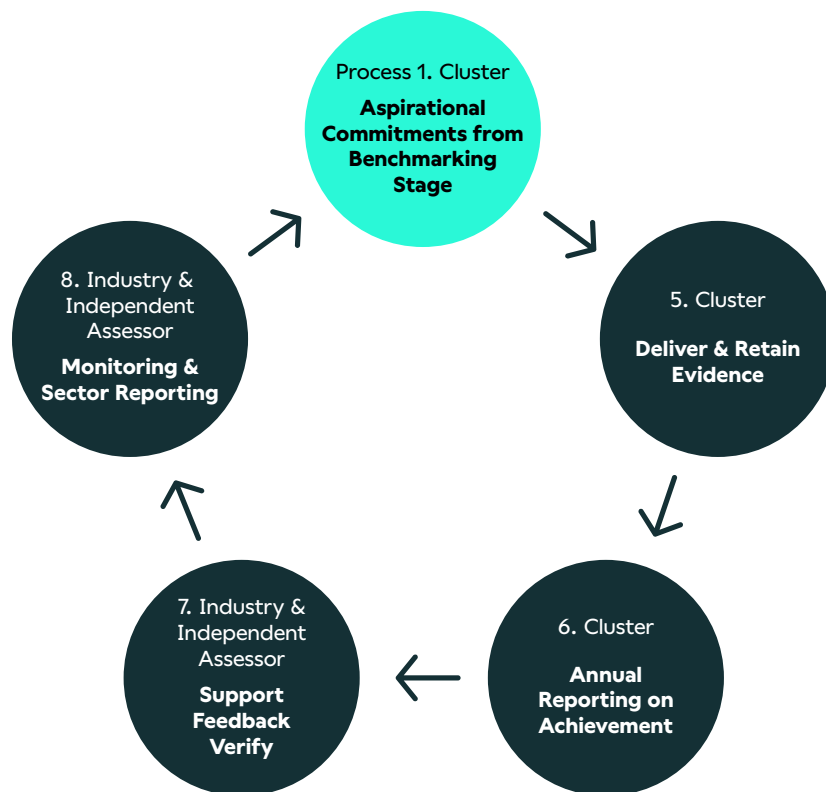 Process 1. Cluster
Aspirational
Commitments from
Benchmarking
Stage
5. Cluster
Deliver & Retain
Evidence
6. Cluster
Annual
Reporting on
Achievement
7. Industry &
Independent
Assessor
Support
Feedback
Verify
8. Industry &
Independent
Assessor
Monitoring &
Sector Reporting